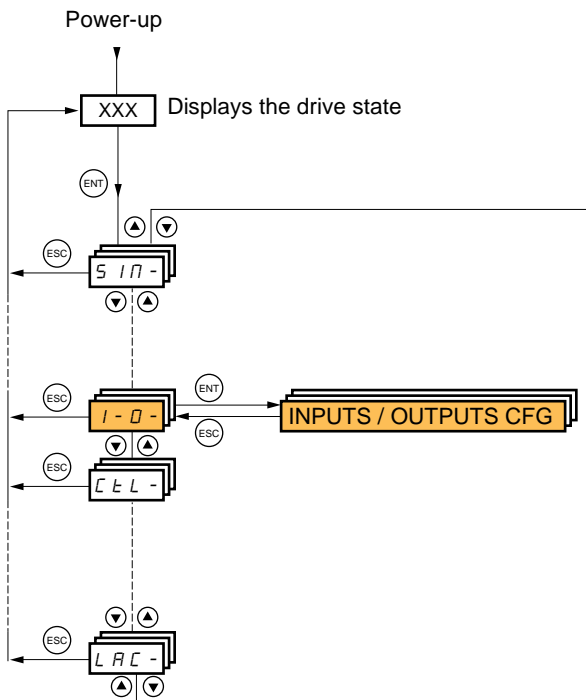 Power-up
XXX Displays the drive state
ENT
ESC
SIM-
ESC
I-O-
ENT
INPUTS / OUTPUTS CFG
ESC
ESC
CtL-
ESC
LAC-